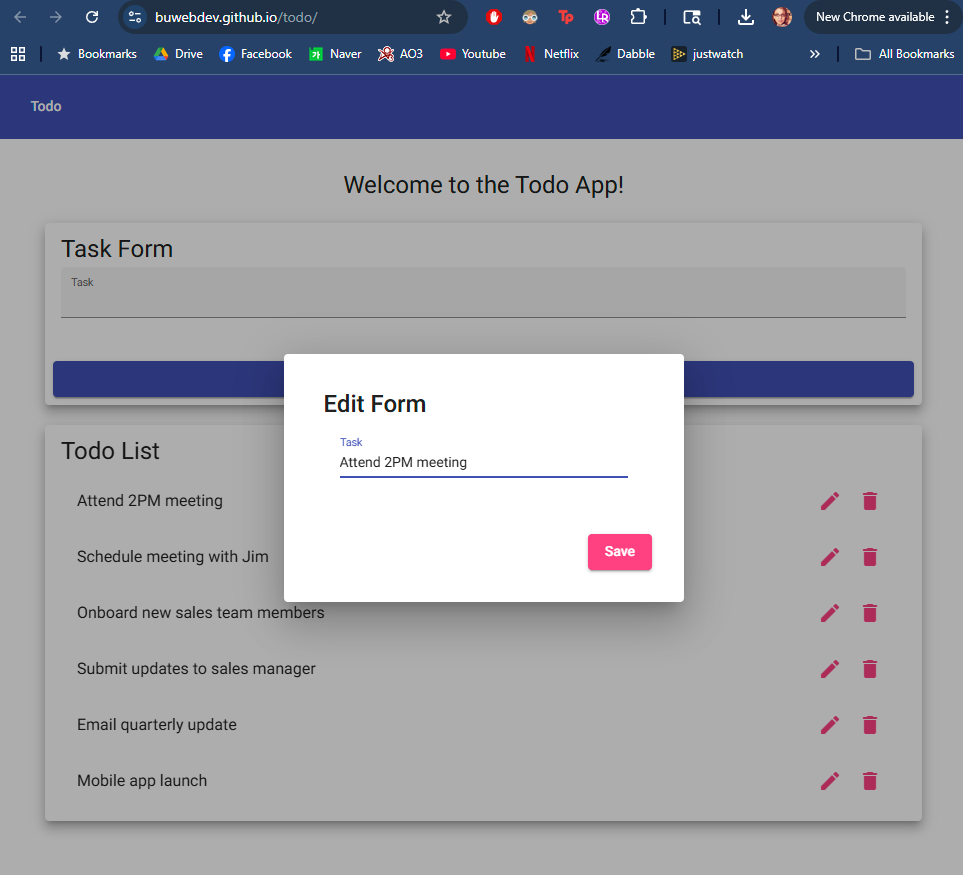 buwebdev.github.io/todo/
Tp
New Chrome available
Bookmarks Drive Facebook Naver AO3 Youtube Netflix Dabble justwatch » All Bookmarks
Todo
Welcome to the Todo App!
Task Form
Task
Edit Form
Task
Attend 2PM meeting
Save
Todo List
Attend 2PM meeting
Schedule meeting with Jim
Onboard new sales team members
Submit updates to sales manager
Email quarterly update
Mobile app launch